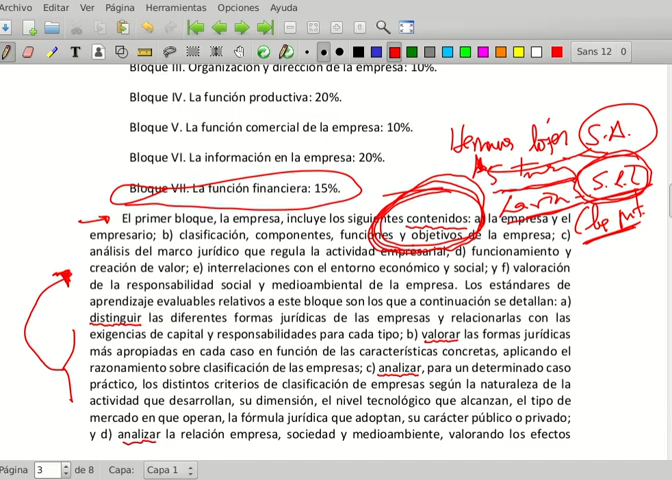 Archivo Editar Ver Página Herramientas Opciones Ayuda
T Sans 12 0
Bloque III. Organización y dirección de la empresa: 10%.
Bloque IV. La función productiva: 20%.
Bloque V. La función comercial de la empresa: 10%.
Bloque VI. La información en la empresa: 20%.
Bloque VII. La función financiera: 15%.
S.A.
El primer bloque, la empresa, incluye los siguientes contenidos: a) la empresa y el
empresario; b) clasificación, componentes, funciones y objetivos de la empresa; c)
análisis del marco jurídico que regula la actividad empresarial; d) funcionamiento y
creación de valor; e) interrelaciones con el entorno económico y social; y f) valoración
de la responsabilidad social y medioambiental de la empresa. Los estándares de
aprendizaje evaluables relativos a este bloque son los que a continuación se detallan: a)
distinguir las diferentes formas jurídicas de las empresas y relacionarlas con las
exigencias de capital y responsabilidades para cada tipo; b) valorar las formas jurídicas
más apropiadas en cada caso en función de las características concretas, aplicando el
razonamiento sobre clasificación de las empresas; c) analizar, para un determinado caso
práctico, los distintos criterios de clasificación de empresas según la naturaleza de la
actividad que desarrollan, su dimensión, el nivel tecnológico que alcanzan, el tipo de
mercado en que operan, la fórmula jurídica que adoptan, su carácter público o privado;
y d) analizar la relación empresa, sociedad y medioambiente, valorando los efectos
Página 3 de 8 Capa: Capa 1